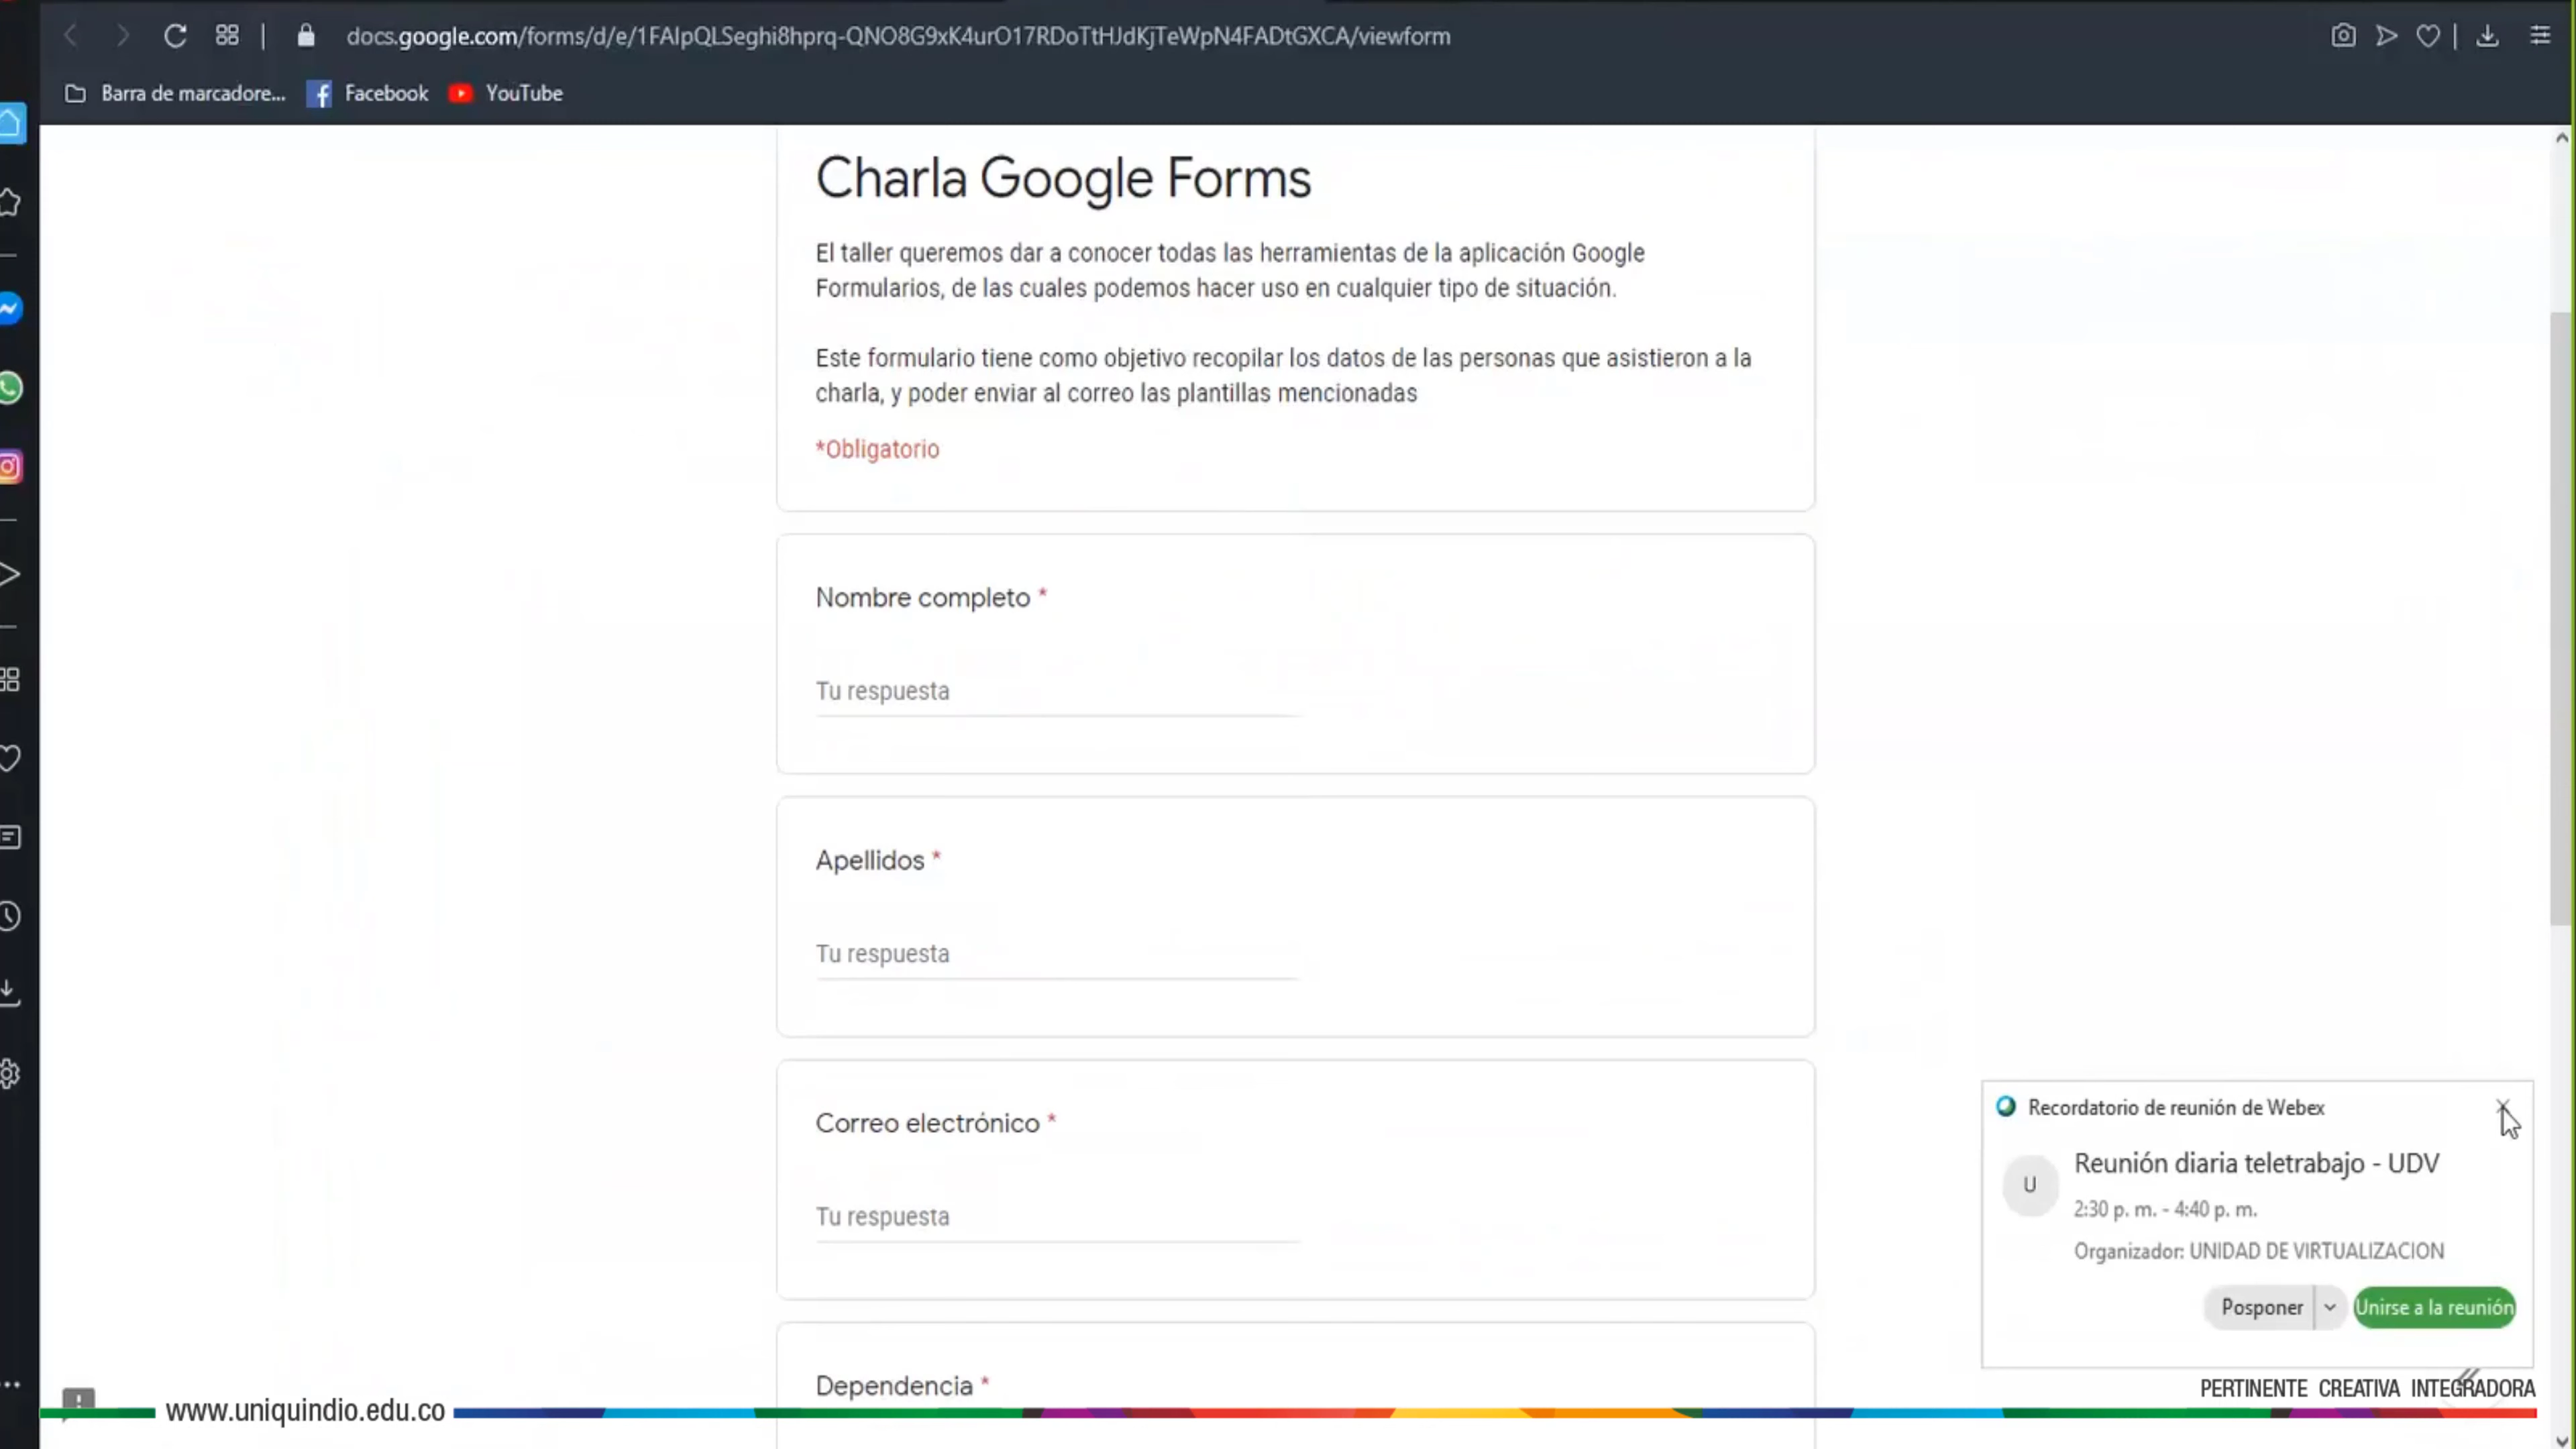 docs.google.com/forms/d/e/1FAIpQLSeghi8hprq-QNO8G9xK4urO17RDoTtHJdKjTeWpN4FADtGXCA/viewform
Barra de marcadore... Facebook YouTube
Charla Google Forms
El taller queremos dar a conocer todas las herramientas de la aplicación Google
Formularios, de las cuales podemos hacer uso en cualquier tipo de situación.
Este formulario tiene como objetivo recopilar los datos de las personas que asistieron a la
charla, y poder enviar al correo las plantillas mencionadas
*Obligatorio
Nombre completo *
Tu respuesta
Apellidos *
Tu respuesta
Correo electrónico *
Tu respuesta
Dependencia *
Recordatorio de reunión de Webex
U
Reunión diaria teletrabajo - UDV
2:30 p. m. - 4:40 p. m.
Organizador: UNIDAD DE VIRTUALIZACION
Posponer
Unirse a la reunión
PERTINENTE CREATIVA INTEGRADORA
www.uniquindio.edu.co